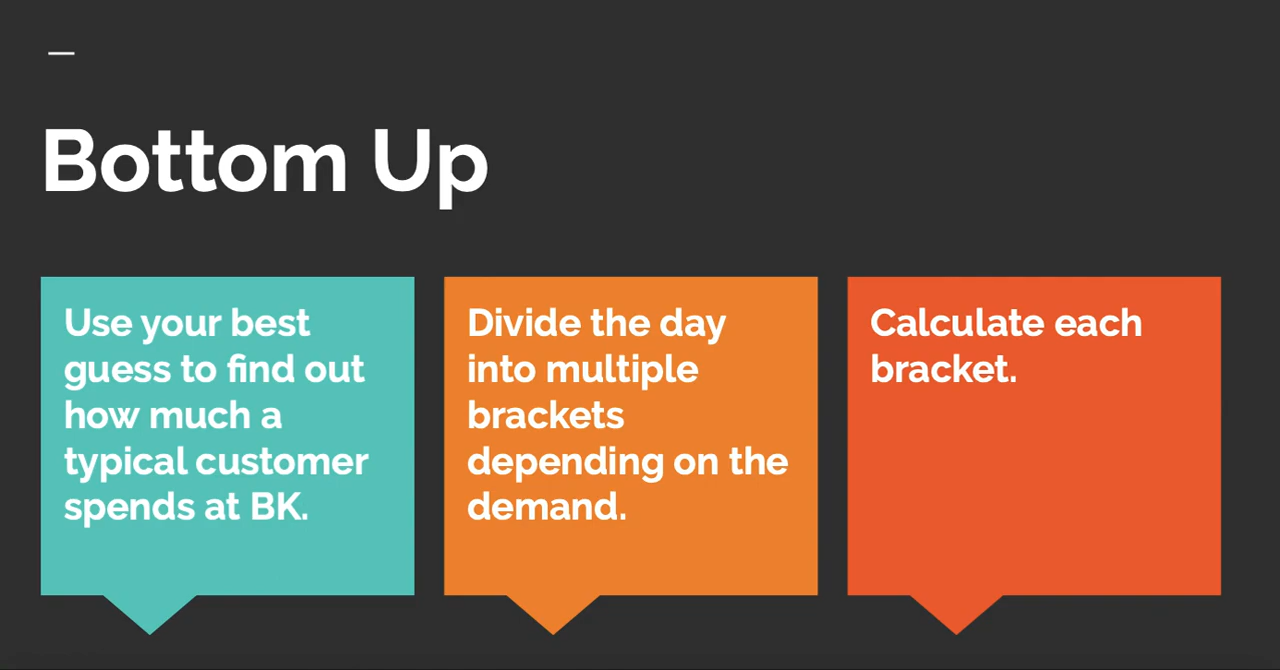 Bottom Up
Use your best
guess to find out
how much a
typical customer
spends at BK.
Divide the day
into multiple
brackets
depending on the
demand.
Calculate each
bracket.